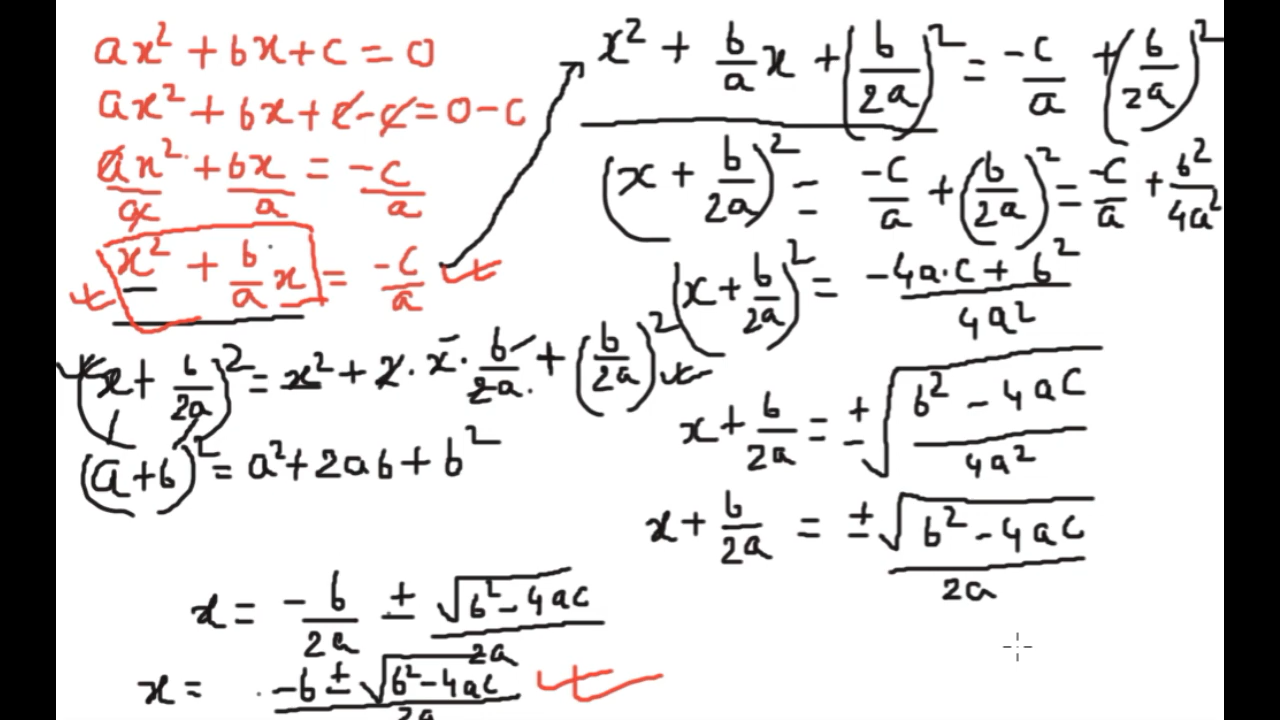 ax² + bx + c = 0
ax² + bx + c - c = 0 - c
ax²/a + bx/a = -c/a
x² + b/a x = -c/a
(x + b/2a)² = x² + 2 · x · b/2a + (b/2a)²
(a + b)² = a² + 2ab + b²
x² + b/a x + (b/2a)² = -c/a + (b/2a)²
(x + b/2a)² = -c/a + (b/2a)² = -c/a + b²/4a²
(x + b/2a)² = -4a·c + b²/4a²
x + b/2a = ± √b² - 4ac/4a²
x + b/2a = ± √b² - 4ac/2a
x = - b/2a ± √b² - 4ac/2a
x = -b ± √b² - 4ac/2a